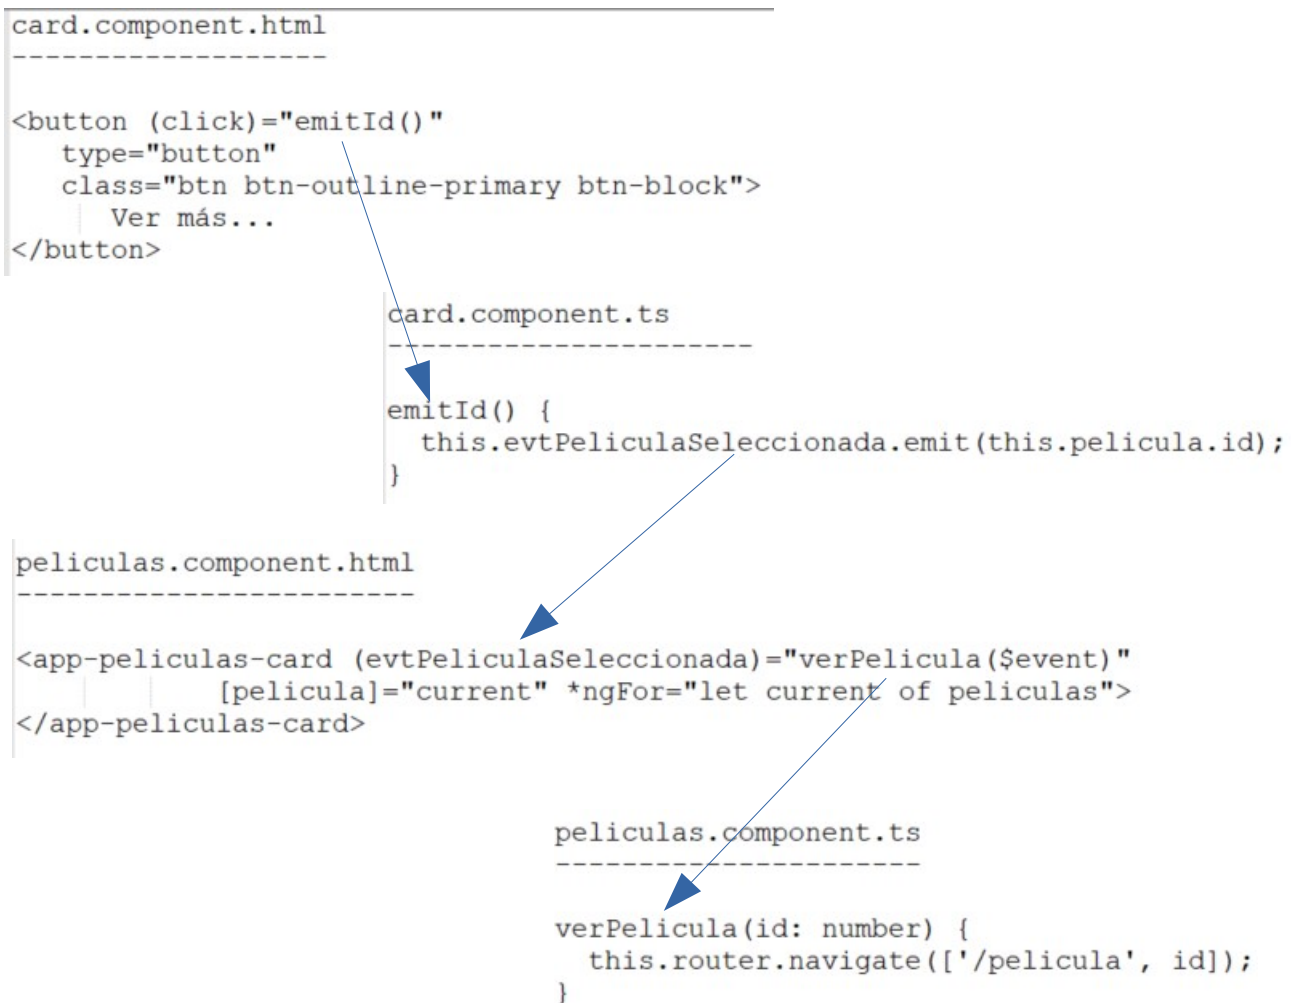 card.component.html
-------------------
<button (click)="emitId()"
type="button"
class="btn btn-outline-primary btn-block">
Ver más...
</button>
card.component.ts
----------------------
emitId() {
this.evtPeliculaSeleccionada.emit(this.pelicula.id);
}
peliculas.component.html
------------------------
<app-peliculas-card (evtPeliculaSeleccionada)="verPelicula($event)"
[pelicula]="current" *ngFor="let current of peliculas">
</app-peliculas-card>
peliculas.component.ts
----------------------
verPelicula(id: number) {
this.router.navigate(['/pelicula', id]);
}